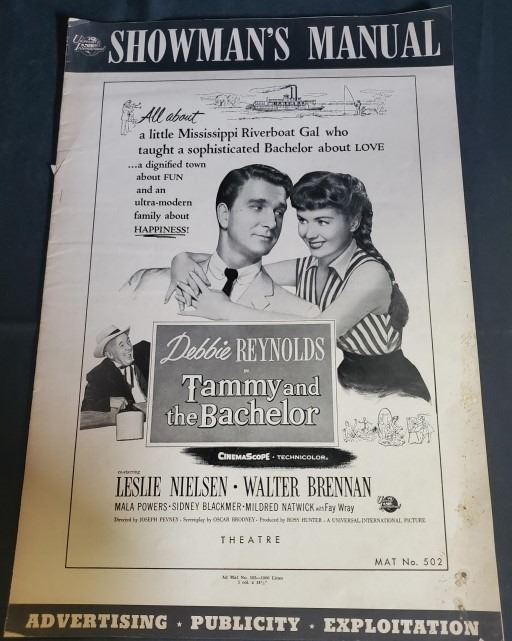 SHOWMAN'S MANUAL
All about
a little Mississippi Riverboat Gal who
taught a sophisticated Bachelor about LOVE
...a dignified town
about FUN
and an
ultra-modern
family about
HAPPINESS!
Debbie REYNOLDS
IN
Tammy and
the Bachelor
CINEMASCOPE · TECHNICOLOR®
co-starring
LESLIE NIELSEN · WALTER BRENNAN
MALA POWERS · SIDNEY BLACKMER · MILDRED NATWICK with Fay Wray
Directed by JOSEPH PEVNEY · Screenplay by OSCAR BRODNEY · Produced by ROSS HUNTER · A UNIVERSAL-INTERNATIONAL PICTURE
THEATRE
MAT No. 502
ADVERTISING ★ PUBLICITY ★ EXPLOITATION